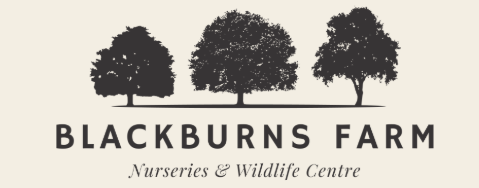 BLACKBURNS FARM
Nurseries & Wildlife Centre